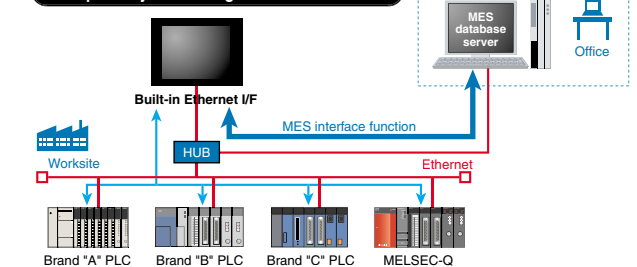 MES
database
server
Office
Built-in Ethernet I/F
MES interface function
HUB
Worksite
Ethernet
Brand "A" PLC
Brand "B" PLC
Brand "C" PLC
MELSEC-Q